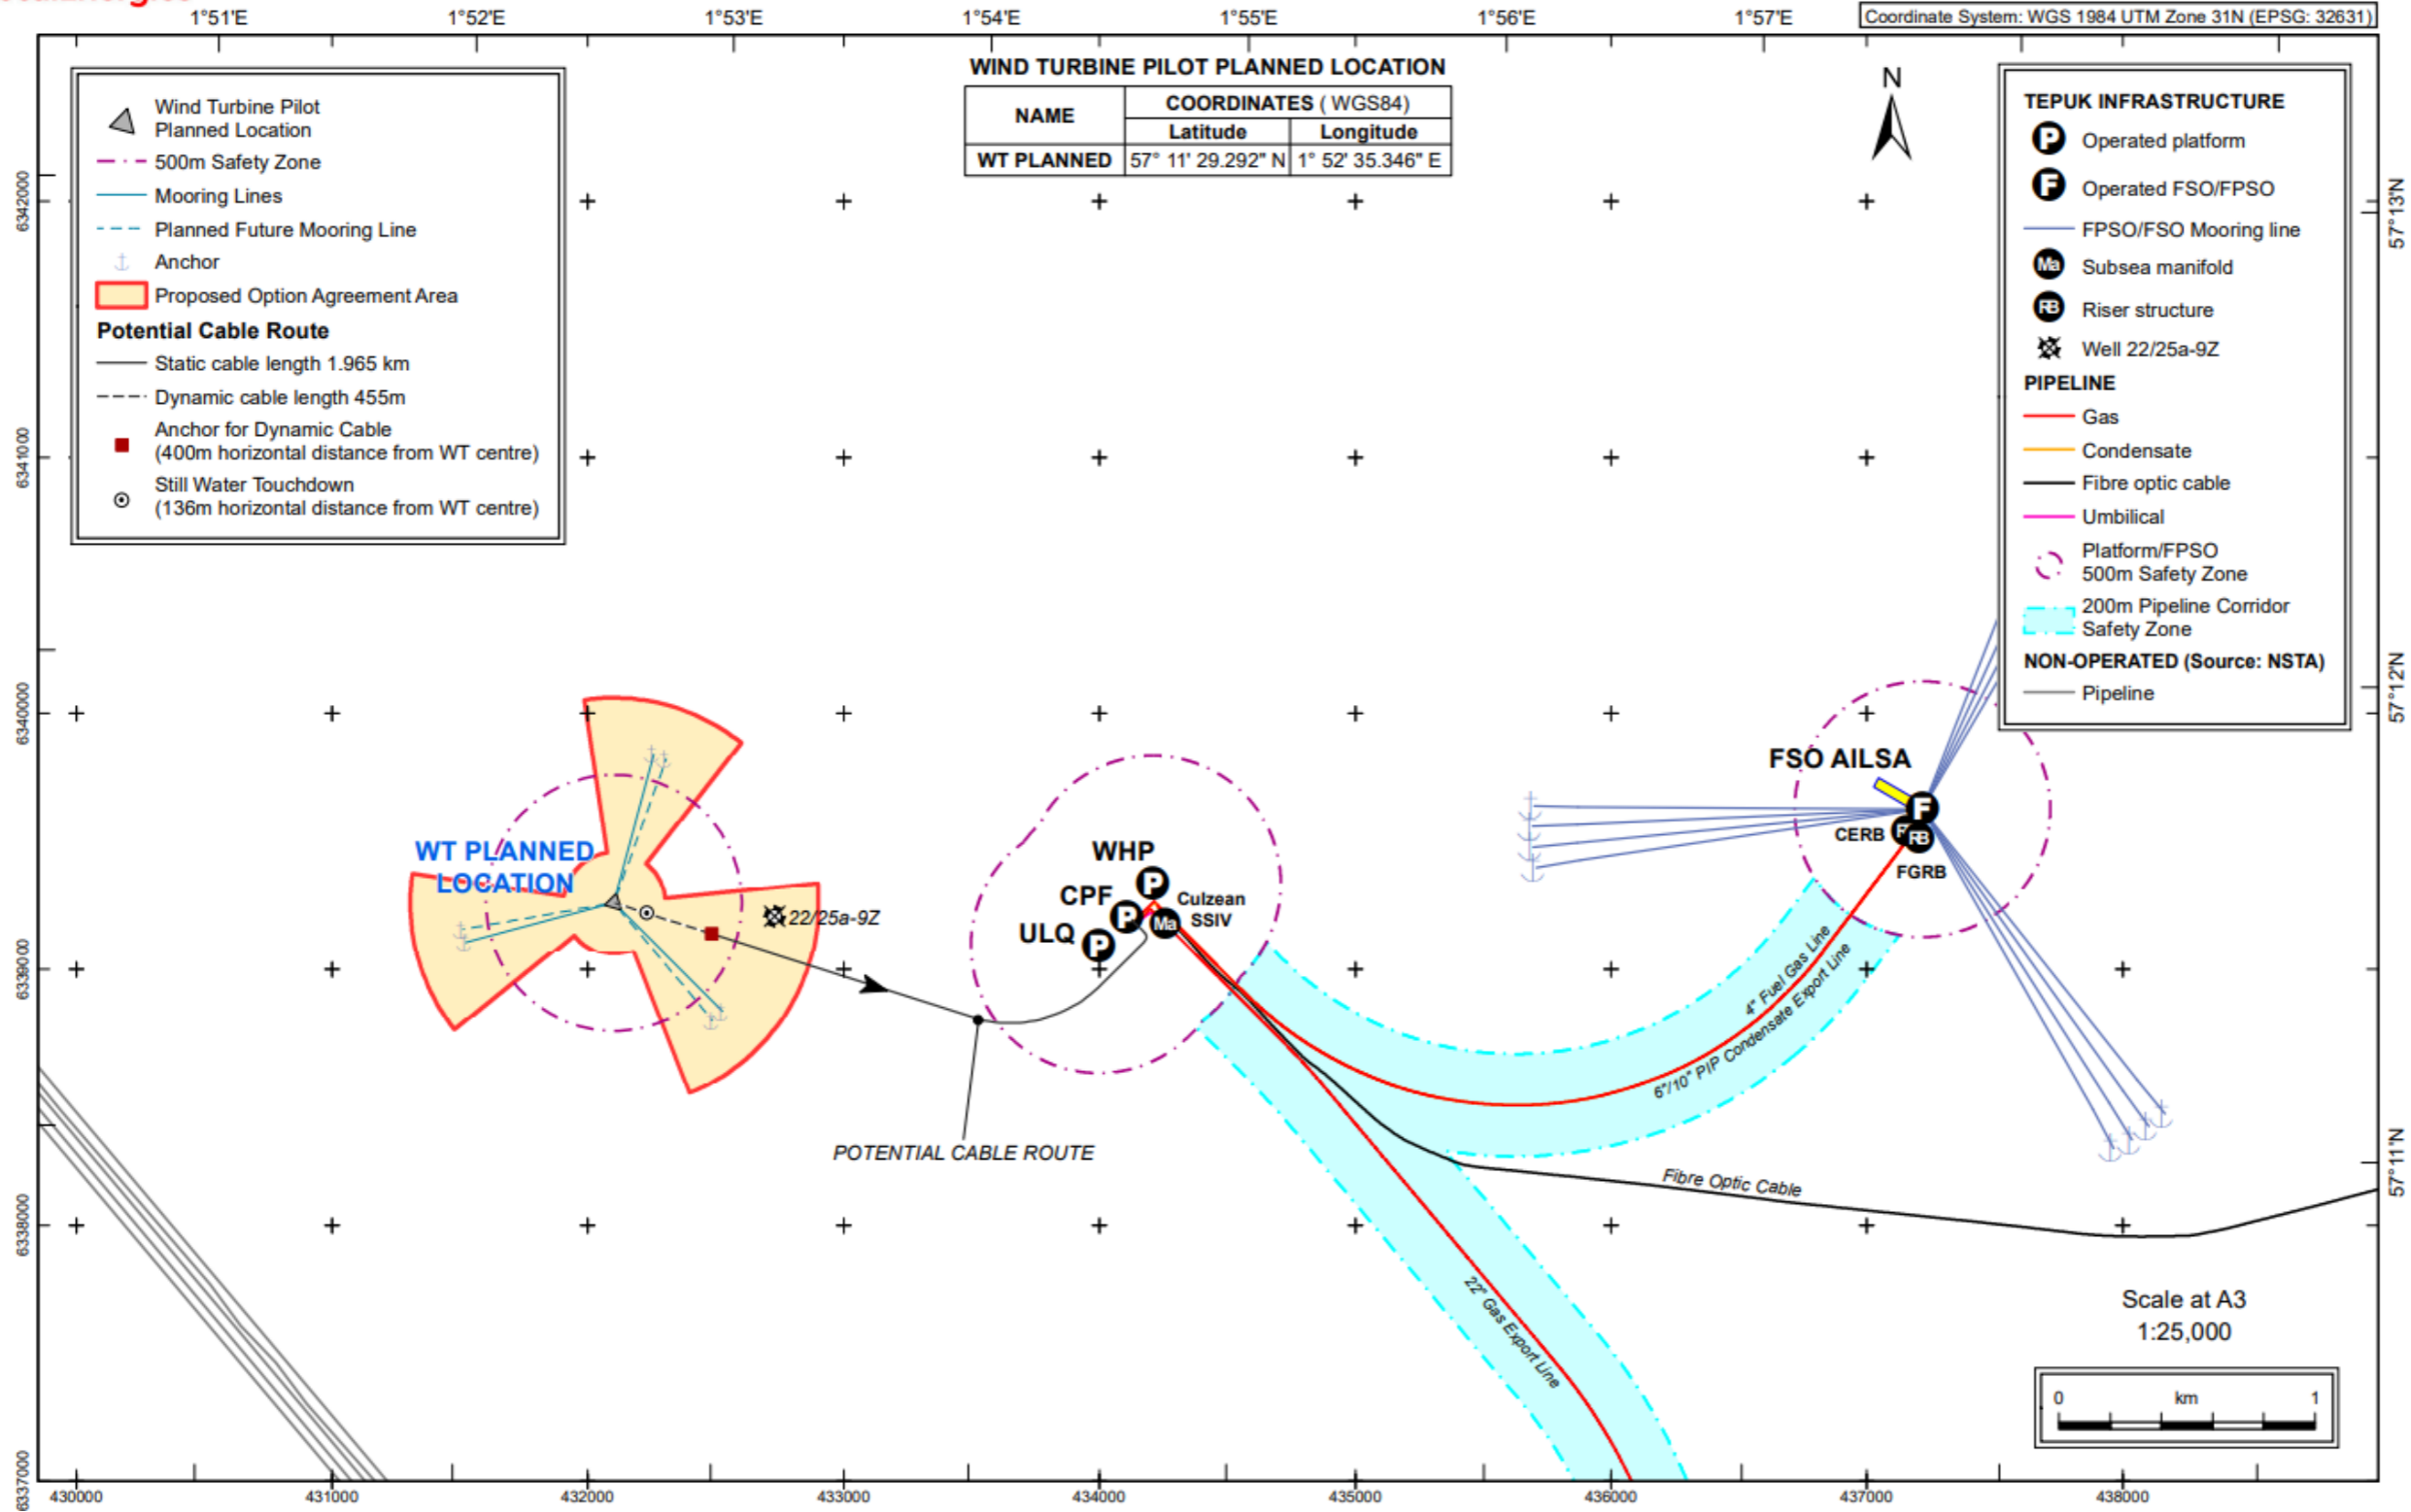 1°51'E
1°52'E
1°53'E
1°54'E
1°55'E
1°56'E
1°57'E
Coordinate System: WGS 1984 UTM Zone 31N (EPSG: 32631)
Wind Turbine Pilot
Planned Location
500m Safety Zone
Mooring Lines
Planned Future Mooring Line
Anchor
Proposed Option Agreement Area
Potential Cable Route
Static cable length 1.965 km
Dynamic cable length 455m
Anchor for Dynamic Cable
(400m horizontal distance from WT centre)
Still Water Touchdown
(136m horizontal distance from WT centre)
WIND TURBINE PILOT PLANNED LOCATION
NAME
COORDINATES ( WGS84)
Latitude
Longitude
WT PLANNED
57° 11' 29.292" N
1° 52' 35.346" E
N
TEPUK INFRASTRUCTURE
P Operated platform
F Operated FSO/FPSO
FPSO/FSO Mooring line
Ma Subsea manifold
RB Riser structure
Well 22/25a-9Z
PIPELINE
Gas
Condensate
Fibre optic cable
Umbilical
Platform/FPSO
500m Safety Zone
200m Pipeline Corridor
Safety Zone
NON-OPERATED (Source: NSTA)
Pipeline
6342000
6341000
6340000
6339000
6338000
6337000
57°13'N
57°12'N
57°11'N
WT PLANNED
LOCATION
22/25a-9Z
WHP
P
CPF
P
Culzean
SSIV
Ma
ULQ
P
FSO AILSA
F
CERB
RB
FGRB
4" Fuel Gas Line
6"/10" PIP Condensate Export Line
POTENTIAL CABLE ROUTE
Fibre Optic Cable
22" Gas Export Line
Scale at A3
1:25,000
0 km 1
430000
431000
432000
433000
434000
435000
436000
437000
438000